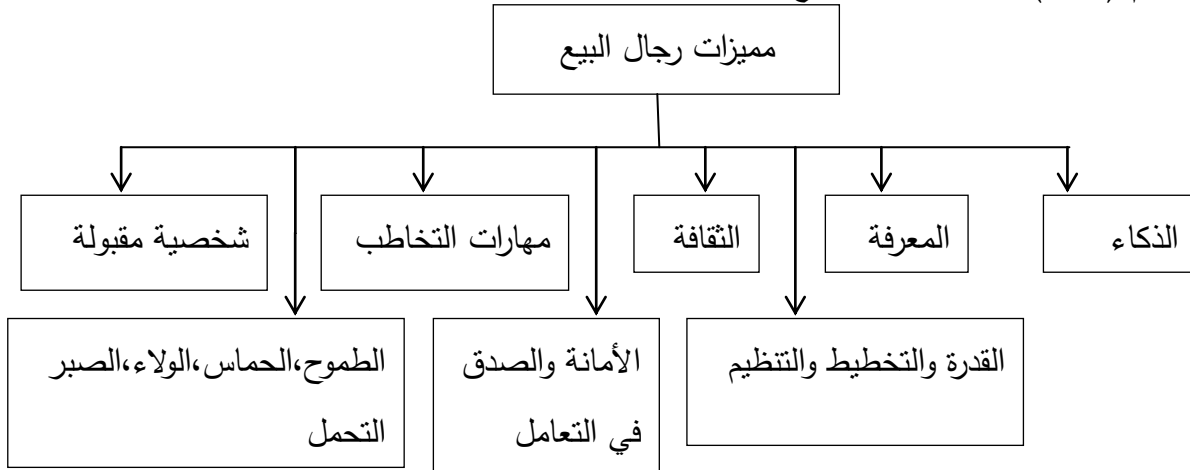 مميزات رجال البيع
الذكاء
المعرفة
الثقافة
مهارات التخاطب
شخصية مقبولة
القدرة والتخطيط والتنظيم
الأمانة والصدق
في التعامل
الطموح،الحماس،الولاء،الصبر
التحمل